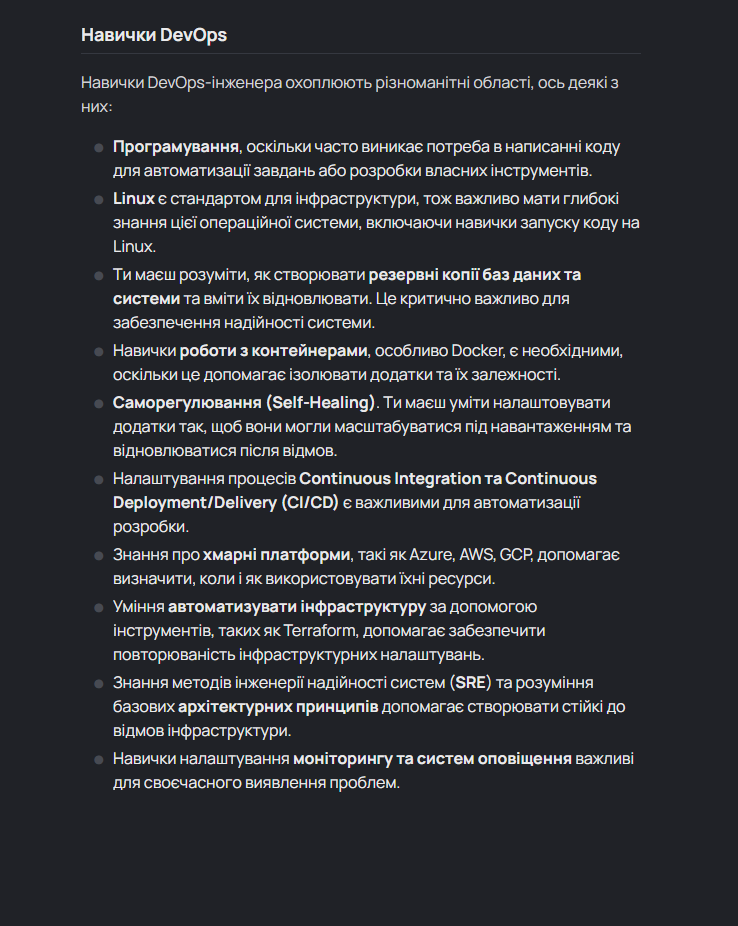 Навички DevOps
Навички DevOps-інженера охоплюють різноманітні області, ось деякі з
них:
Програмування, оскільки часто виникає потреба в написанні коду
для автоматизації завдань або розробки власних інструментів.
Linux є стандартом для інфраструктури, тож важливо мати глибокі
знання цієї операційної системи, включаючи навички запуску коду на
Linux.
Ти маєш розуміти, як створювати резервні копії баз даних та
системи та вміти їх відновлювати. Це критично важливо для
забезпечення надійності системи.
Навички роботи з контейнерами, особливо Docker, є необхідними,
оскільки це допомагає ізолювати додатки та їх залежності.
Саморегулювання (Self-Healing). Ти маєш уміти налаштовувати
додатки так, щоб вони могли масштабуватися під навантаженням та
відновлюватися після відмов.
Налаштування процесів Continuous Integration та Continuous
Deployment/Delivery (CI/CD) є важливими для автоматизації
розробки.
Знання про хмарні платформи, такі як Azure, AWS, GCP, допомагає
визначити, коли і як використовувати їхні ресурси.
Уміння автоматизувати інфраструктуру за допомогою
інструментів, таких як Terraform, допомагає забезпечити
повторюваність інфраструктурних налаштувань.
Знання методів інженерії надійності систем (SRE) та розуміння
базових архітектурних принципів допомагає створювати стійкі до
відмов інфраструктури.
Навички налаштування моніторингу та систем оповіщення важливі
для своєчасного виявлення проблем.